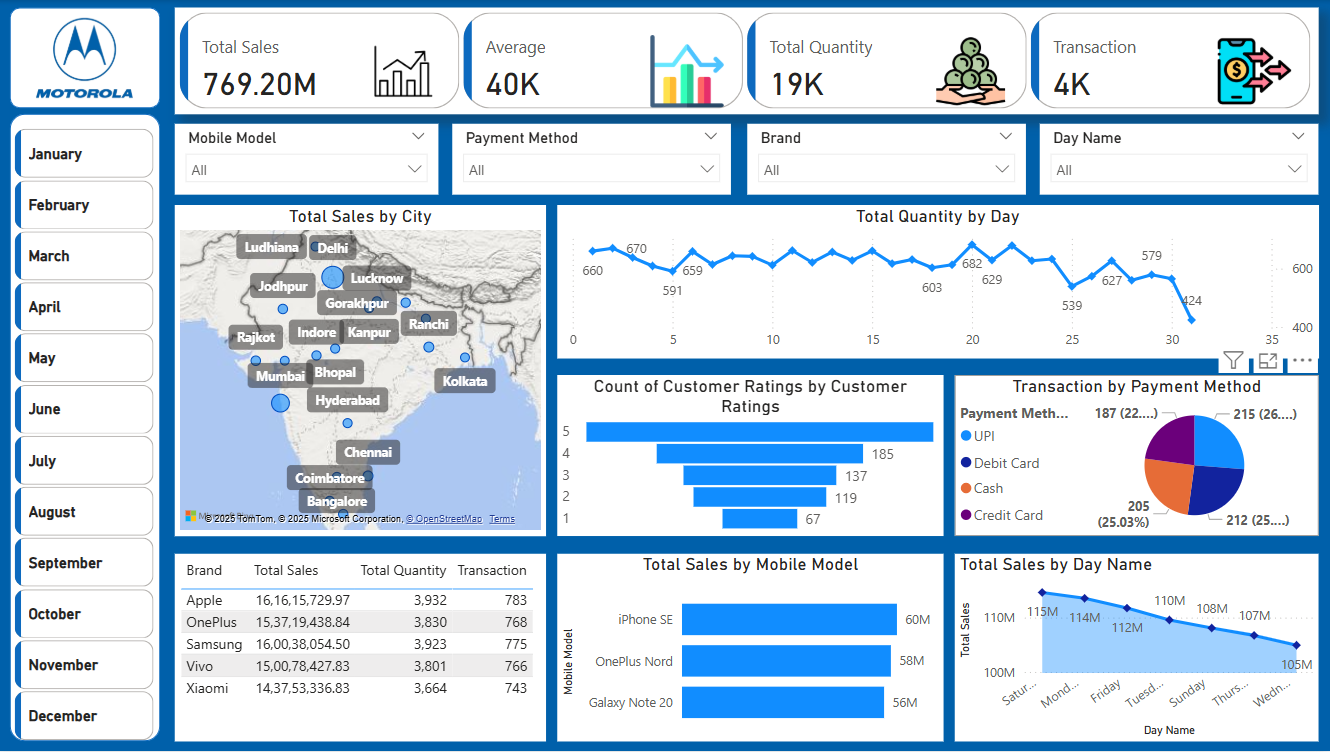 MOTOROLA
Total Sales
769.20M
Average
40K
Total Quantity
19K
Transaction
4K
January
February
March
April
May
June
July
August
September
October
November
December
Mobile Model
All
Payment Method
All
Brand
All
Day Name
All
Total Sales by City
Ludhiana
Delhi
Lucknow
Jodhpur
Gorakhpur
Ranchi
Rajkot
Indore
Kanpur
Mumbai
Bhopal
Kolkata
Hyderabad
Chennai
Coimbatore
Bangalore
© 2025 TomTom, © 2025 Microsoft Corporation, © OpenStreetMap Terms
Total Quantity by Day
660
670
591
659
603
682
629
539
627
579
424
600
400
0 5 10 15 20 25 30 35
Count of Customer Ratings by Customer
Ratings
5
4 185
3 137
2 119
1 67
Transaction by Payment Method
Payment Meth...
UPI
Debit Card
Cash
Credit Card
187 (22....)
215 (26....)
205
(25.03%)
212 (25....)
Brand Total Sales Total Quantity Transaction
Apple 16,16,15,729.97 3,932 783
OnePlus 15,37,19,438.84 3,830 768
Samsung 16,00,38,054.50 3,923 775
Vivo 15,00,78,427.83 3,801 766
Xiaomi 14,37,53,336.83 3,664 743
Total Sales by Mobile Model
Mobile Model
iPhone SE 60M
OnePlus Nord 58M
Galaxy Note 20 56M
Total Sales by Day Name
Total Sales
110M
100M
115M
114M
112M
110M
108M
107M
105M
Satur... Mond... Friday Tuesd... Sunday Thurs... Wedn...
Day Name